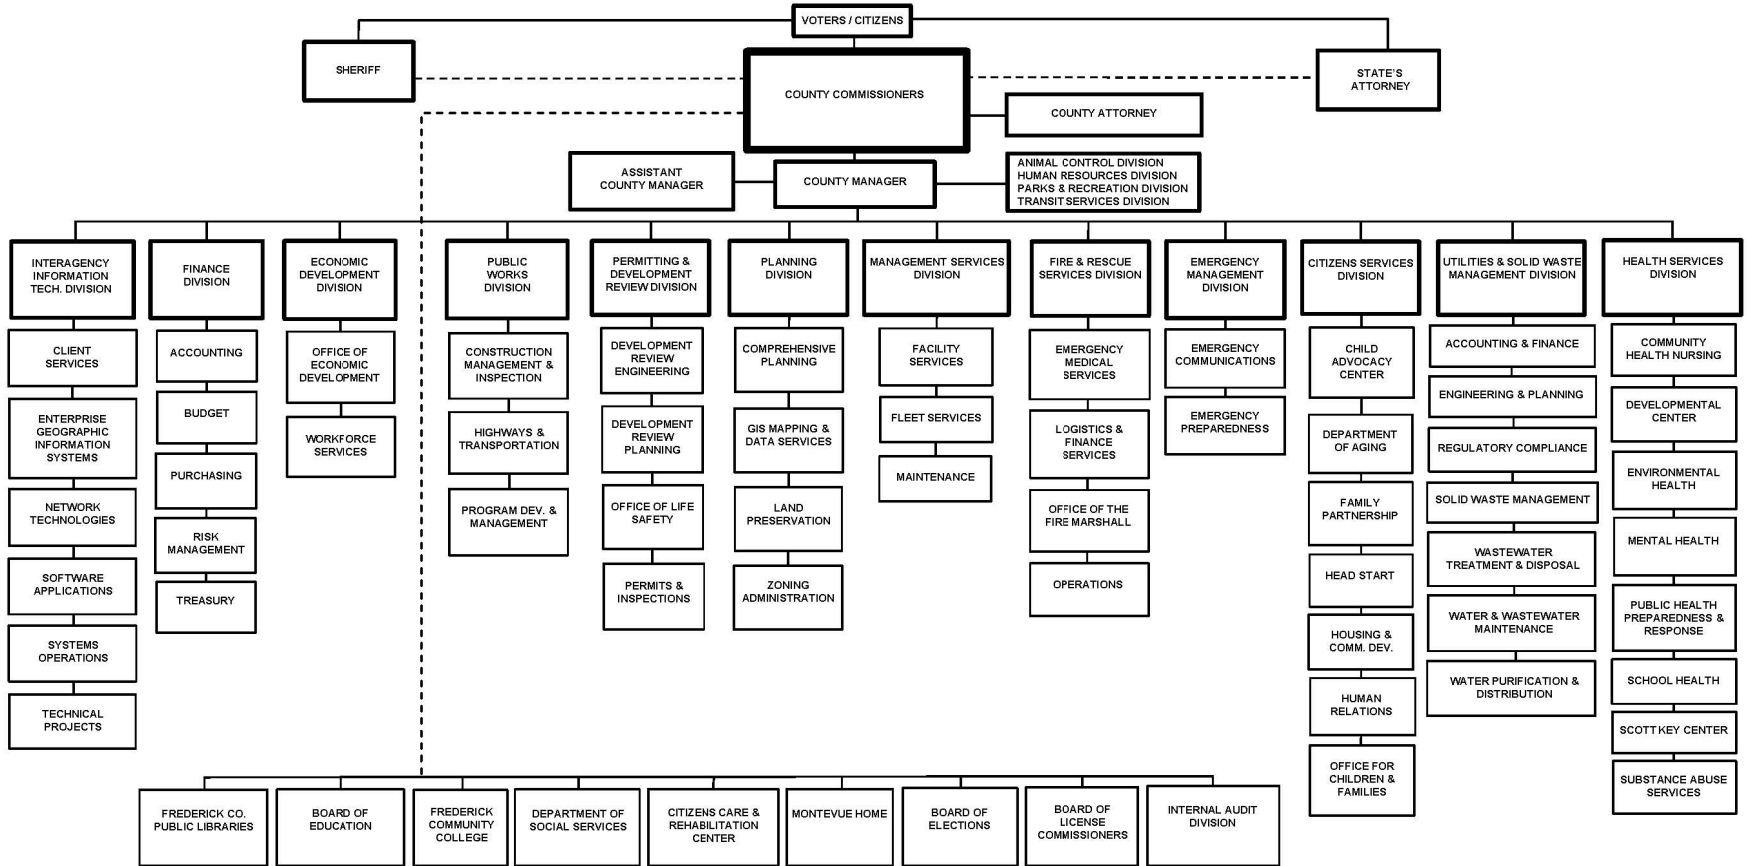 VOTERS / CITIZENS
SHERIFF
STATE'S
ATTORNEY
COUNTY COMMISSIONERS
COUNTY ATTORNEY
ASSISTANT
COUNTY MANAGER
COUNTY MANAGER
ANIMAL CONTROL DIVISION
HUMAN RESOURCES DIVISION
PARKS & RECREATION DIVISION
TRANSIT SERVICES DIVISION
INTERAGENCY
INFORMATION
TECH. DIVISION
CLIENT
SERVICES
ENTERPRISE
GEOGRAPHIC
INFORMATION
SYSTEMS
NETWORK
TECHNOLOGIES
SOFTWARE
APPLICATIONS
SYSTEMS
OPERATIONS
TECHNICAL
PROJECTS
FINANCE
DIVISION
ACCOUNTING
BUDGET
PURCHASING
RISK
MANAGEMENT
TREASURY
ECONOMIC
DEVELOPMENT
DIVISION
OFFICE OF
ECONOMIC
DEVELOPMENT
WORKFORCE
SERVICES
PUBLIC
WORKS
DIVISION
CONSTRUCTION
MANAGEMENT &
INSPECTION
HIGHWAYS &
TRANSPORTATION
PROGRAM DEV. &
MANAGEMENT
PERMITTING &
DEVELOPMENT
REVIEW DIVISION
DEVELOPMENT
REVIEW
ENGINEERING
DEVELOPMENT
REVIEW
PLANNING
OFFICE OF LIFE
SAFETY
PERMITS &
INSPECTIONS
PLANNING
DIVISION
COMPREHENSIVE
PLANNING
GIS MAPPING &
DATA SERVICES
LAND
PRESERVATION
ZONING
ADMINISTRATION
MANAGEMENT SERVICES
DIVISION
FACILITY
SERVICES
FLEET SERVICES
MAINTENANCE
FIRE & RESCUE
SERVICES DIVISION
EMERGENCY
MEDICAL
SERVICES
LOGISTICS &
FINANCE
SERVICES
OFFICE OF THE
FIRE MARSHALL
OPERATIONS
EMERGENCY
MANAGEMENT
DIVISION
EMERGENCY
COMMUNICATIONS
EMERGENCY
PREPAREDNESS
CITIZENS SERVICES
DIVISION
CHILD
ADVOCACY
CENTER
DEPARTMENT
OF AGING
FAMILY
PARTNERSHIP
HEAD START
HOUSING &
COMM. DEV.
HUMAN
RELATIONS
OFFICE FOR
CHILDREN &
FAMILIES
UTILITIES & SOLID WASTE
MANAGEMENT DIVISION
ACCOUNTING & FINANCE
ENGINEERING & PLANNING
REGULATORY COMPLIANCE
SOLID WASTE MANAGEMENT
WASTEWATER
TREATMENT & DISPOSAL
WATER & WASTEWATER
MAINTENANCE
WATER PURIFICATION &
DISTRIBUTION
HEALTH SERVICES
DIVISION
COMMUNITY
HEALTH NURSING
DEVELOPMENTAL
CENTER
ENVIRONMENTAL
HEALTH
MENTAL HEALTH
PUBLIC HEALTH
PREPAREDNESS &
RESPONSE
SCHOOL HEALTH
SCOTT KEY CENTER
SUBSTANCE ABUSE
SERVICES
FREDERICK CO.
PUBLIC LIBRARIES
BOARD OF
EDUCATION
FREDERICK
COMMUNITY
COLLEGE
DEPARTMENT OF
SOCIAL SERVICES
CITIZENS CARE &
REHABILITATION
CENTER
MONTEVUE HOME
BOARD OF
ELECTIONS
BOARD OF
LICENSE
COMMISSIONERS
INTERNAL AUDIT
DIVISION